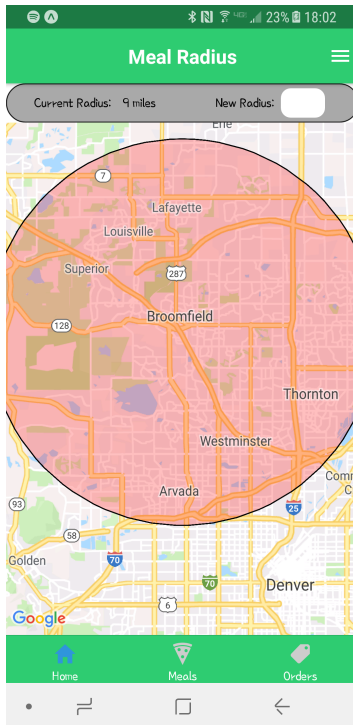 23% 18:02
Meal Radius
Current Radius: 9 miles New Radius:
Erie
7
Lafayette
Louisville
Superior
287
128
Broomfield
Thornton
Westminster
Arvada
25
93
58
Golden
70
70
Denver
6
Google
Home Meals Orders